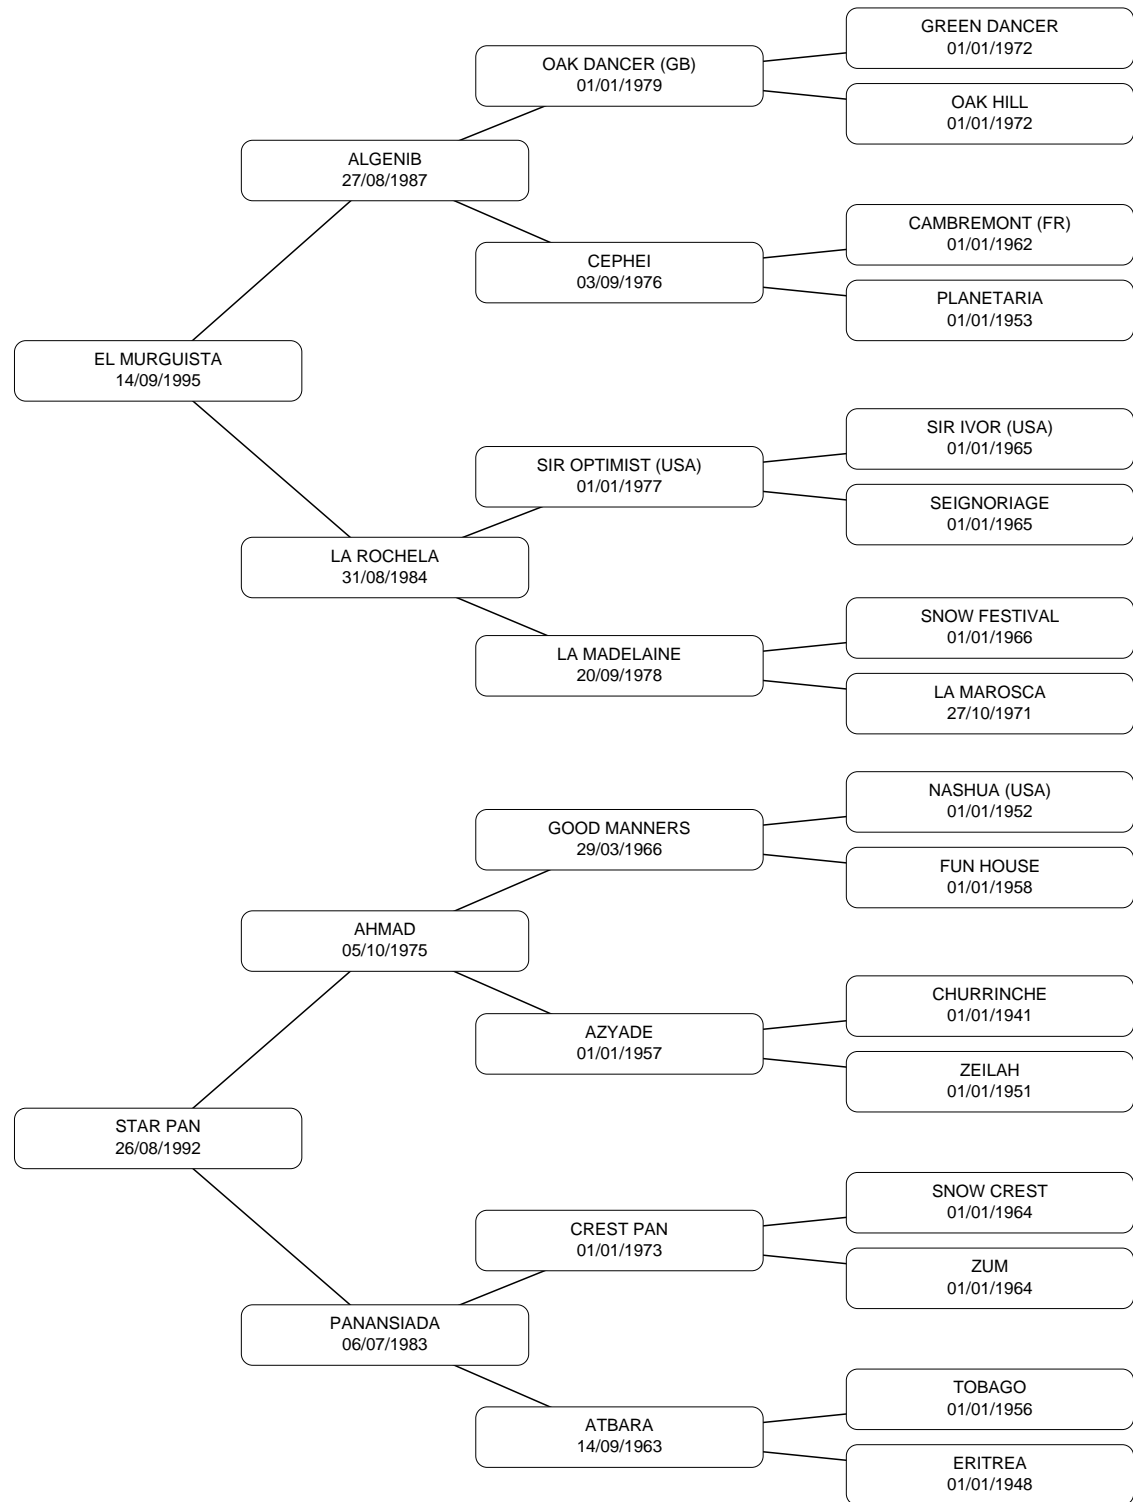 GREEN DANCER
01/01/1972
OAK DANCER (GB)
01/01/1979
OAK HILL
01/01/1972
ALGENIB
27/08/1987
CAMBREMONT (FR)
01/01/1962
CEPHEI
03/09/1976
PLANETARIA
01/01/1953
EL MURGUISTA
14/09/1995
SIR IVOR (USA)
01/01/1965
SIR OPTIMIST (USA)
01/01/1977
SEIGNORIAGE
01/01/1965
LA ROCHELA
31/08/1984
SNOW FESTIVAL
01/01/1966
LA MADELAINE
20/09/1978
LA MAROSCA
27/10/1971
NASHUA (USA)
01/01/1952
GOOD MANNERS
29/03/1966
FUN HOUSE
01/01/1958
AHMAD
05/10/1975
CHURRINCHE
01/01/1941
AZYADE
01/01/1957
ZEILAH
01/01/1951
STAR PAN
26/08/1992
SNOW CREST
01/01/1964
CREST PAN
01/01/1973
ZUM
01/01/1964
PANANSIADA
06/07/1983
TOBAGO
01/01/1956
ATBARA
14/09/1963
ERITREA
01/01/1948